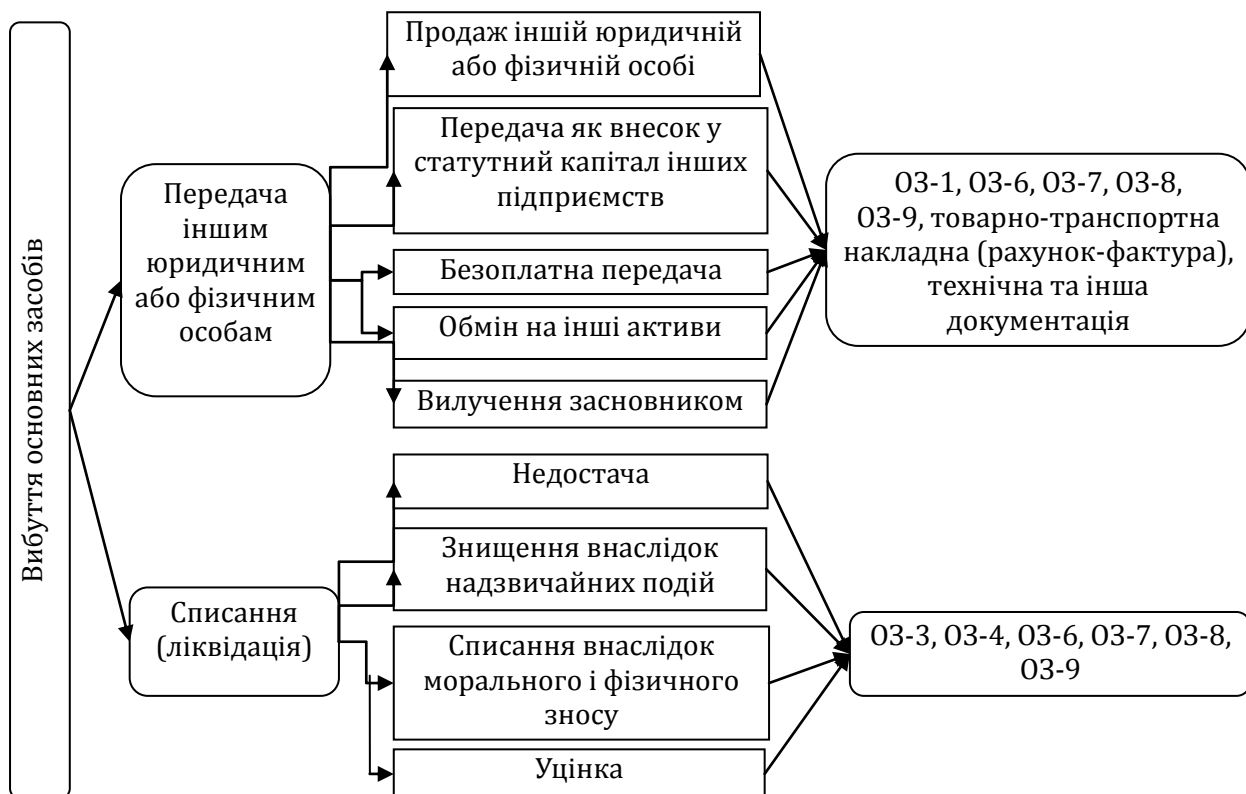 Вибуття основних засобів
Передача
іншим
юридичним
або фізичним
особам
Продаж іншій юридичній
або фізичній особі
Передача як внесок у
статутний капітал інших
підприємств
Безоплатна передача
Обмін на інші активи
Вилучення засновником
ОЗ-1, ОЗ-6, ОЗ-7, ОЗ-8,
ОЗ-9, товарно-транспортна
накладна (рахунок-фактура),
технічна та інша
документація
Списання
(ліквідація)
Недостача
Знищення внаслідок
надзвичайних подій
Списання внаслідок
морального і фізичного
зносу
Уцінка
ОЗ-3, ОЗ-4, ОЗ-6, ОЗ-7, ОЗ-8,
ОЗ-9